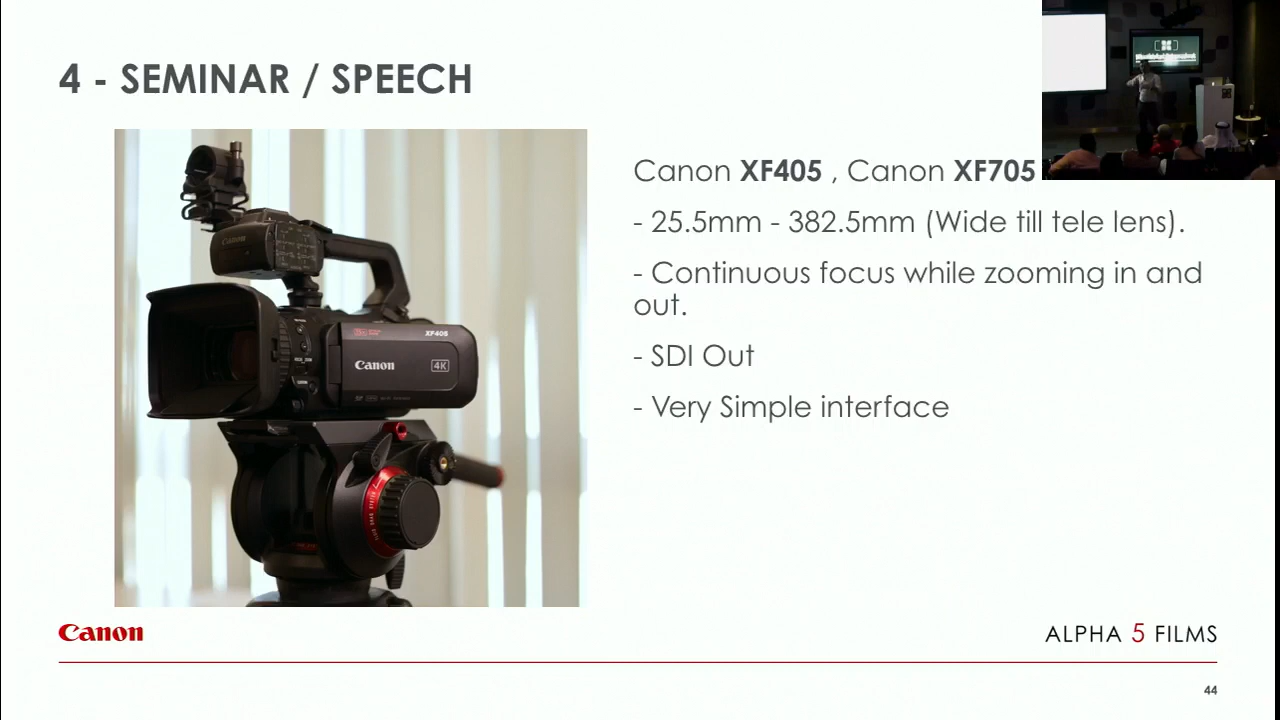 4 - SEMINAR / SPEECH
Canon XF405 , Canon XF705
- 25.5mm - 382.5mm (Wide till tele lens).
- Continuous focus while zooming in and
out.
- SDI Out
- Very Simple interface
Canon
XF405
Canon
4K
Canon
ALPHA 5 FILMS
44